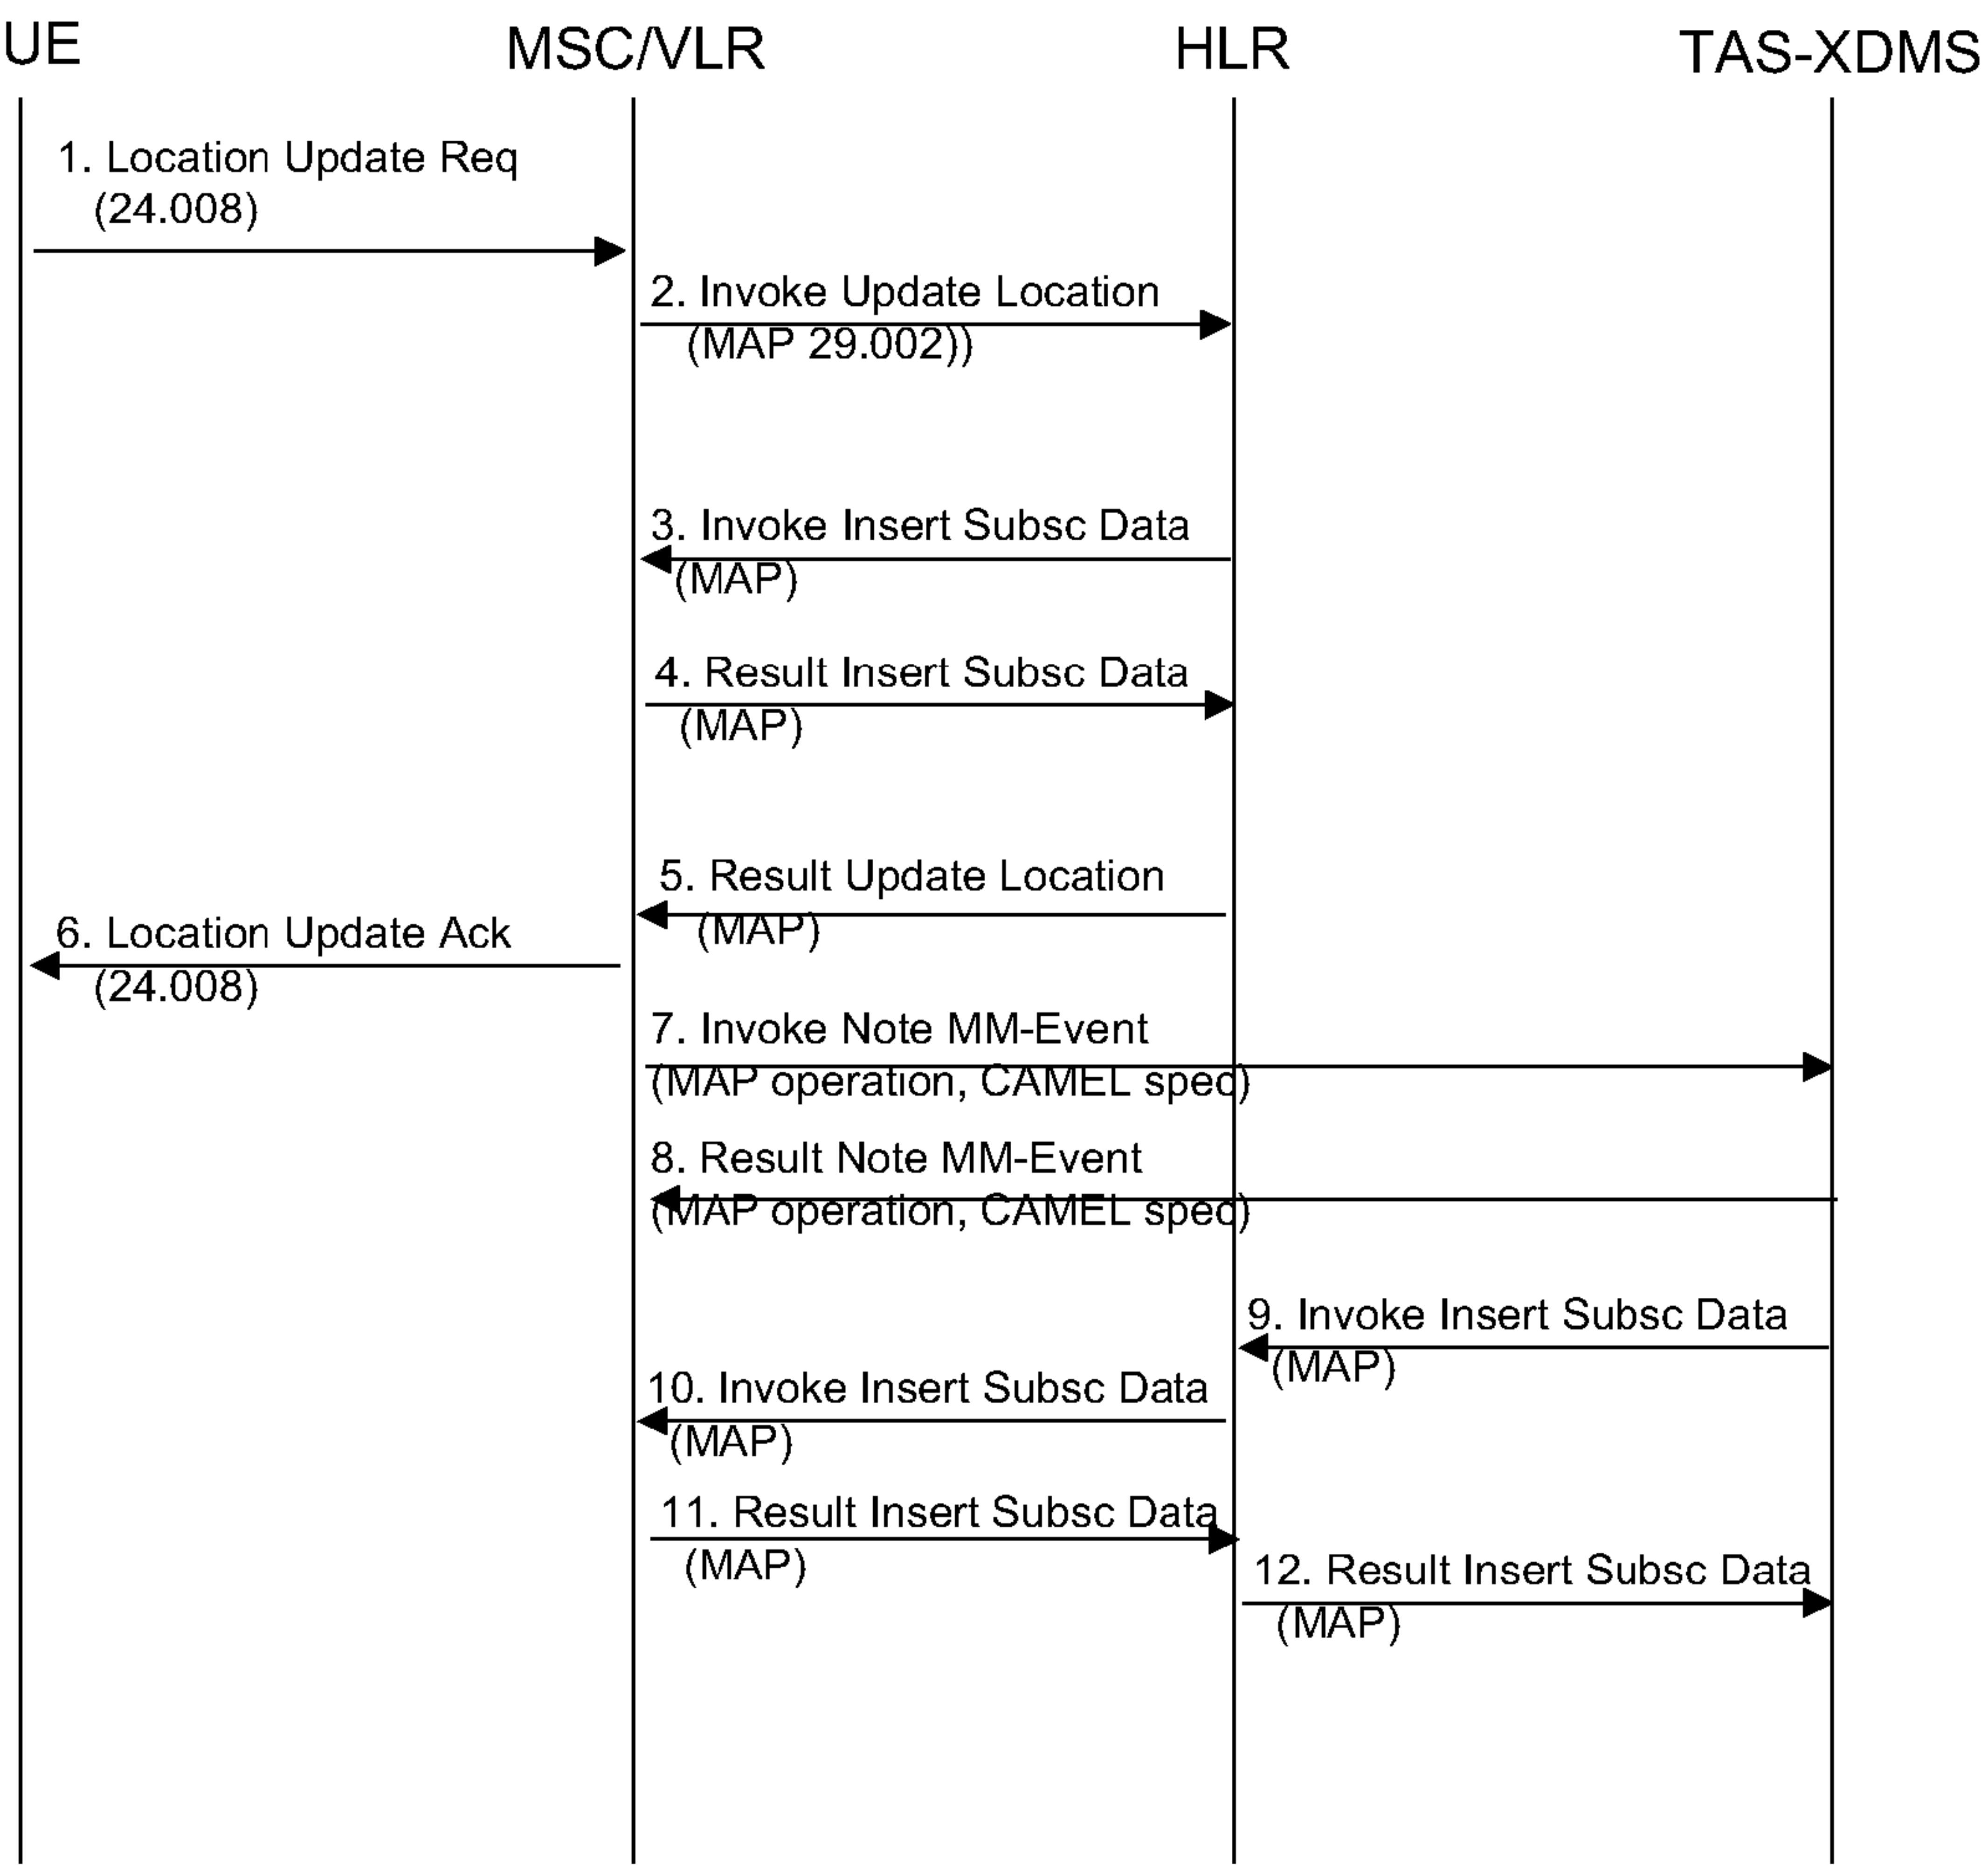 UE
MSC/VLR
HLR
TAS-XDMS
1. Location Update Req
(24.008)
2. Invoke Update Location
(MAP 29.002))
3. Invoke Insert Subsc Data
(MAP)
4. Result Insert Subsc Data
(MAP)
5. Result Update Location
(MAP)
6. Location Update Ack
(24.008)
7. Invoke Note MM-Event
(MAP operation, CAMEL spec)
8. Result Note MM-Event
(MAP operation, CAMEL spec)
9. Invoke Insert Subsc Data
(MAP)
10. Invoke Insert Subsc Data
(MAP)
11. Result Insert Subsc Data
(MAP)
12. Result Insert Subsc Data
(MAP)